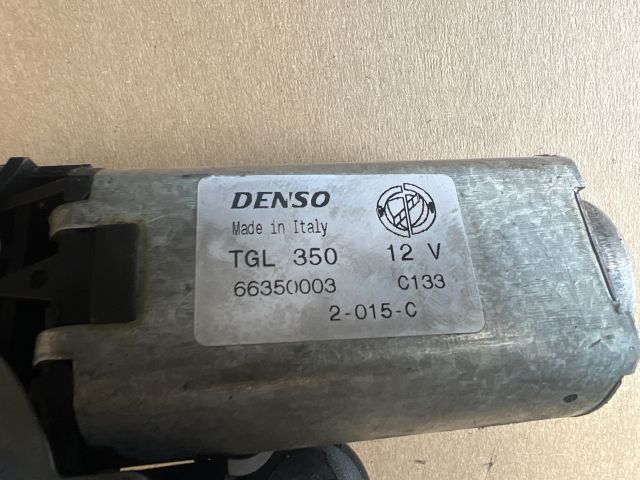 DENSO
Made in Italy
TGL 350 12 V
66350003 C133
2-015-C